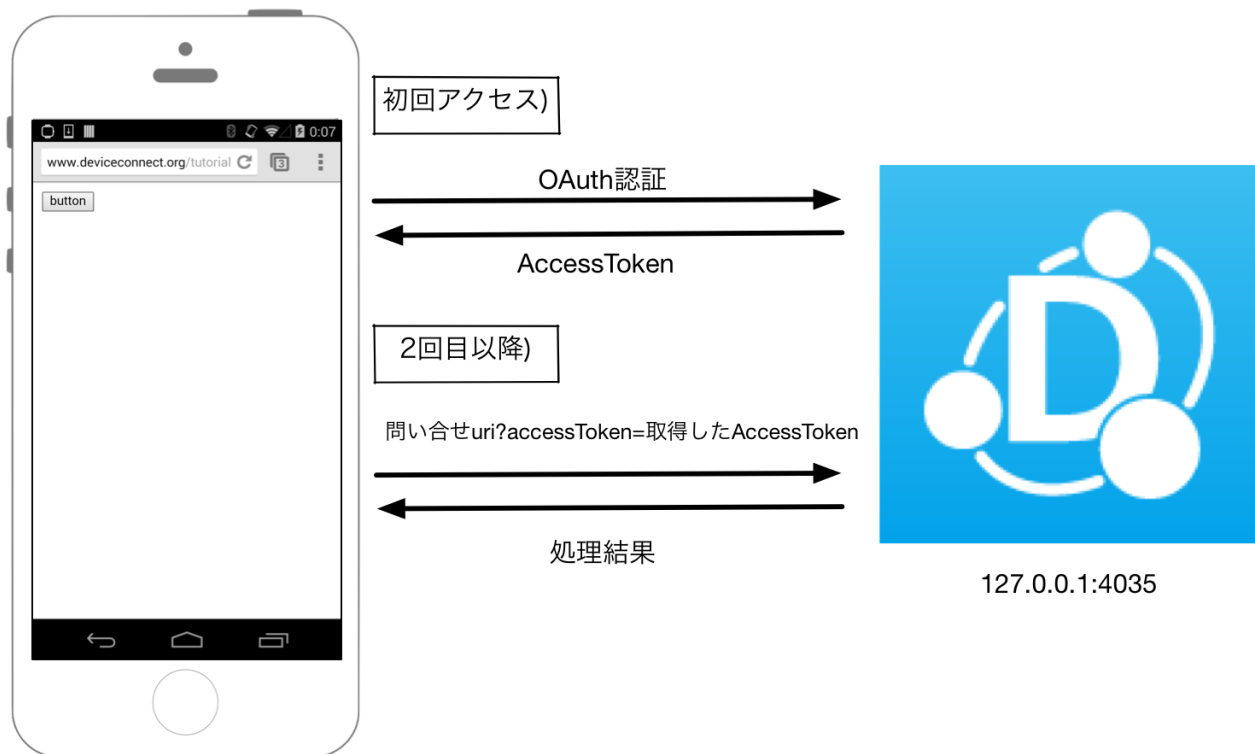 0:07
www.deviceconnect.org/tutorial
3
button
初回アクセス)
OAuth認証
AccessToken
2回目以降)
問い合せuri?accessToken=取得したAccessToken
処理結果
D
127.0.0.1:4035